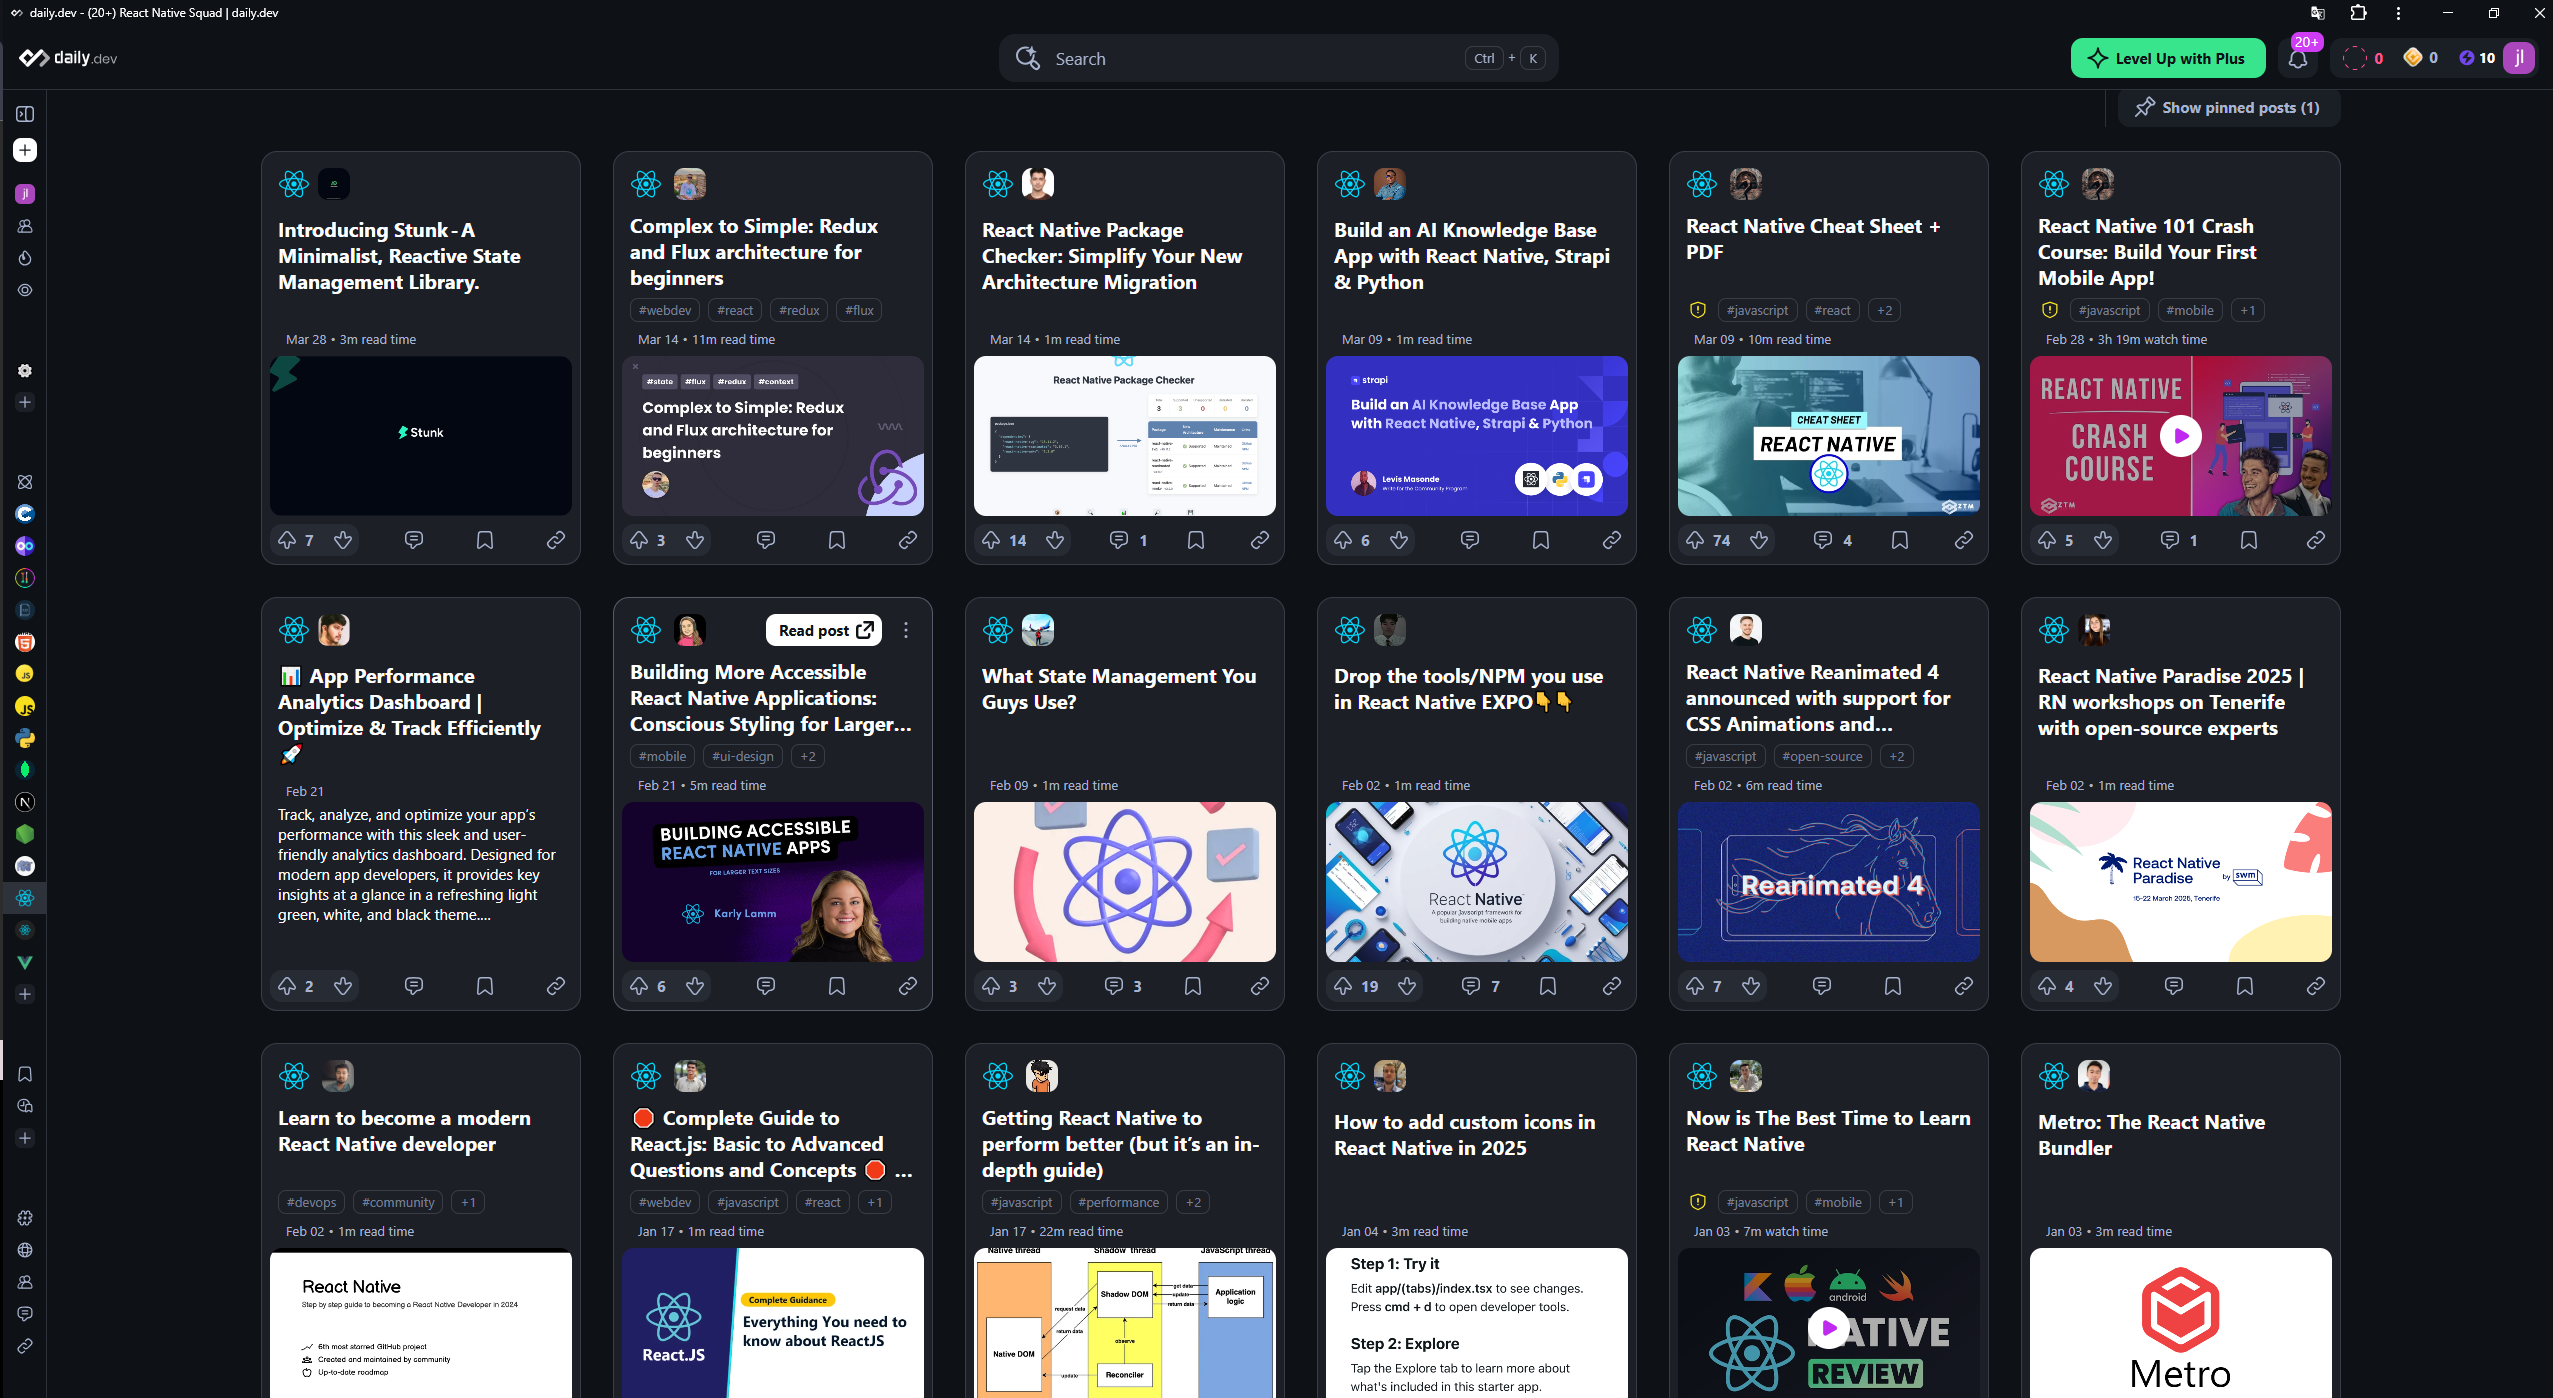 daily.dev - (20+) React Native Squad | daily.dev
daily.dev
Search
Ctrl + K
Level Up with Plus
20+
0
0
10
jl
Show pinned posts (1)
jl
Introducing Stunk - A
Minimalist, Reactive State
Management Library.
Mar 28 • 3m read time
Stunk
7
Complex to Simple: Redux
and Flux architecture for
beginners
#webdev #react #redux #flux
Mar 14 • 11m read time
#state #flux #redux #context
Complex to Simple: Redux
and Flux architecture for
beginners
3
React Native Package
Checker: Simplify Your New
Architecture Migration
Mar 14 • 1m read time
React Native Package Checker
14
1
Build an AI Knowledge Base
App with React Native, Strapi
& Python
Mar 09 • 1m read time
strapi
Build an AI Knowledge Base App
with React Native, Strapi & Python
Levis Masonde
Write for the Community Program
6
React Native Cheat Sheet +
PDF
#javascript #react +2
Mar 09 • 10m read time
CHEAT SHEET
REACT NATIVE
ZTM
74
4
React Native 101 Crash
Course: Build Your First
Mobile App!
#javascript #mobile +1
Feb 28 • 3h 19m watch time
REACT NATIVE
CRASH
COURSE
ZTM
5
1
📊 App Performance
Analytics Dashboard |
Optimize & Track Efficiently
🚀
Feb 21
Track, analyze, and optimize your app's
performance with this sleek and user-
friendly analytics dashboard. Designed for
modern app developers, it provides key
insights at a glance in a refreshing light
green, white, and black theme....
2
Read post
Building More Accessible
React Native Applications:
Conscious Styling for Larger...
#mobile #ui-design +2
Feb 21 • 5m read time
BUILDING ACCESSIBLE
REACT NATIVE APPS
FOR LARGER TEXT SIZES
Karly Lamm
6
What State Management You
Guys Use?
Feb 09 • 1m read time
3
3
Drop the tools/NPM you use
in React Native EXPO👇👇
Feb 02 • 1m read time
React Native
A popular Javscript framework for
building native mobile apps
19
7
React Native Reanimated 4
announced with support for
CSS Animations and...
#javascript #open-source +2
Feb 02 • 6m read time
Reanimated 4
7
React Native Paradise 2025 |
RN workshops on Tenerife
with open-source experts
Feb 02 • 1m read time
React Native
Paradise by swm
15-22 March 2025, Tenerife
4
Learn to become a modern
React Native developer
#devops #community +1
Feb 02 • 1m read time
React Native
Step by step guide to becoming a React Native Developer in 2024
6th most starred GitHub project
Created and maintained by community
Up-to-date roadmap
🛑 Complete Guide to
React.js: Basic to Advanced
Questions and Concepts 🛑 ...
#webdev #javascript #react +1
Jan 17 • 1m read time
React.JS
Complete Guidance
Everything You need to
know about ReactJS
Getting React Native to
perform better (but it's an in-
depth guide)
#javascript #performance +2
Jan 17 • 22m read time
Native thread Shadow thread JavaScript thread
Shadow DOM
Application
logic
get data
update
return data
request data
return data
observe
Native DOM
update
Reconciler
How to add custom icons in
React Native in 2025
Jan 04 • 3m read time
Step 1: Try it
Edit app/(tabs)/index.tsx to see changes.
Press cmd + d to open developer tools.
Step 2: Explore
Tap the Explore tab to learn more about
what's included in this starter app.
Now is The Best Time to Learn
React Native
#javascript #mobile +1
Jan 03 • 7m watch time
android
NATIVE
REVIEW
Metro: The React Native
Bundler
Jan 03 • 3m read time
Metro